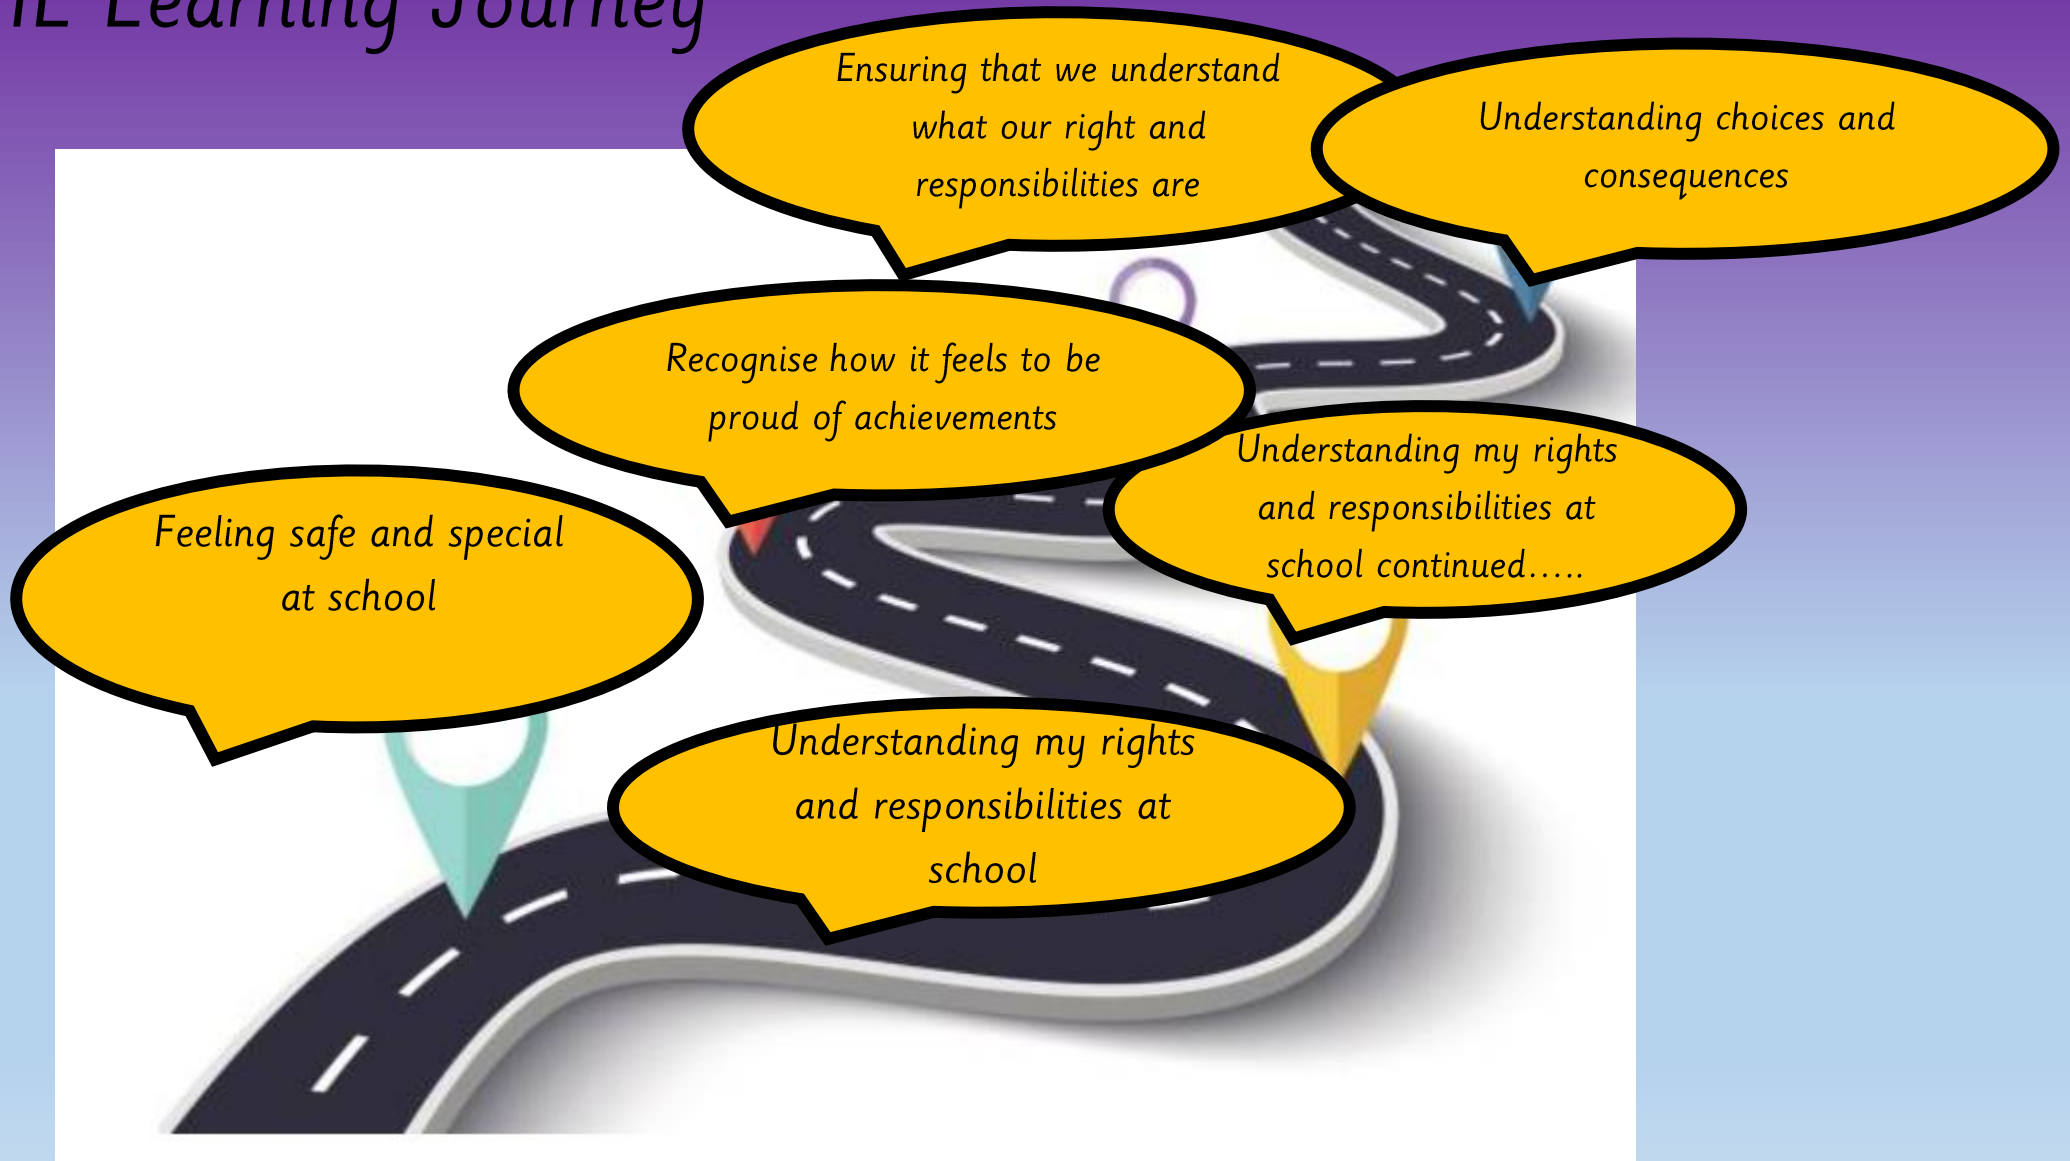 Learning Journey
Ensuring that we understand
what our right and
responsibilities are
Understanding choices and
consequences
Recognise how it feels to be
proud of achievements
Understanding my rights
and responsibilities at
school continued.....
Feeling safe and special
at school
Understanding my rights
and responsibilities at
school